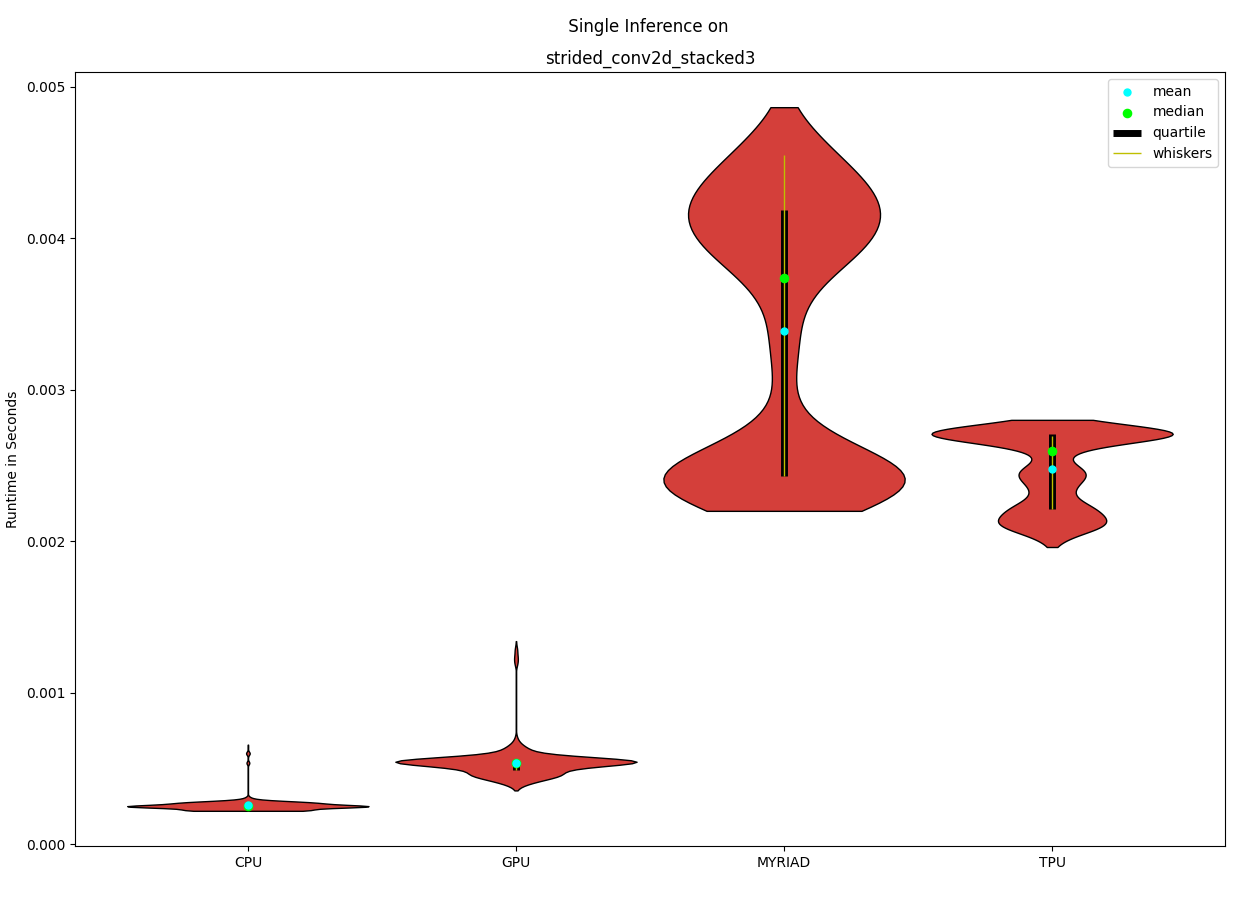 Single Inference on
strided_conv2d_stacked3
mean
median
quartile
whiskers
Runtime in Seconds
0.005
0.004
0.003
0.002
0.001
0.000
CPU
GPU
MYRIAD
TPU